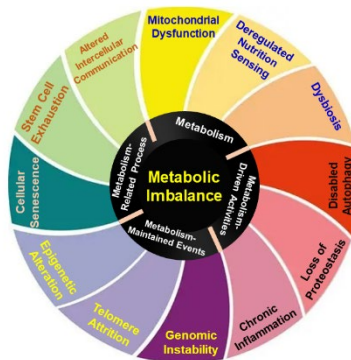 Mitochondrial
Dysfunction
Deregulated
Nutrition
Sensing
Dysbiosis
Disabled
Autophagy
Loss of
Proteostasis
Chronic
Inflammation
Genomic
Instability
Telomere
Attrition
Epigenetic
Alteration
Cellular
Senescence
Stem Cell
Exhaustion
Altered
Intercellular
Communication
Metabolism
Metabolism-
Driven Activities
Metabolism-
Maintained Events
Metabolism-
Related Process
Metabolic
Imbalance